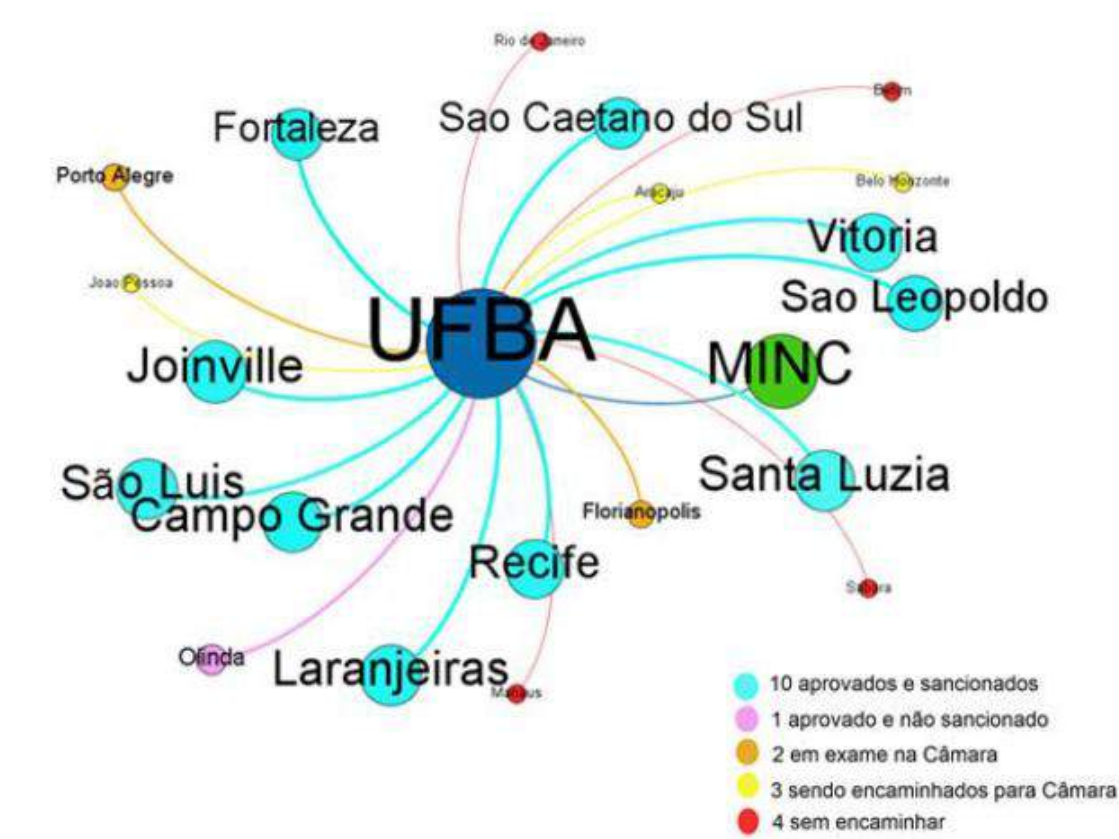 Rio de Janeiro
Belem
Sao Caetano do Sul
Fortaleza
Porto Alegre
Aracaju
Belo Horizonte
Vitoria
Joao Pessoa
Sao Leopoldo
UFBA
MINC
Joinville
Santa Luzia
São Luis
Campo Grande
Florianopolis
Recife
Sabara
Olinda
Laranjeiras
Manaus
10 aprovados e sancionados
1 aprovado e não sancionado
2 em exame na Câmara
3 sendo encaminhados para Câmara
4 sem encaminhar